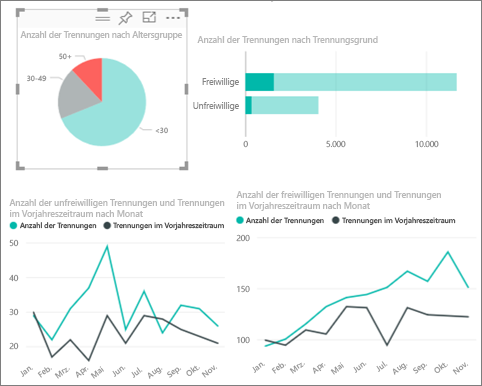 Anzahl der Trennungen nach Altersgruppe
50+
30-49
<30
Anzahl der Trennungen nach Trennungsgrund
Freiwillige
Unfreiwillige
0 5.000 10.000
Anzahl der unfreiwilligen Trennungen und Trennungen
im Vorjahreszeitraum nach Monat
Anzahl der Trennungen Trennungen im Vorjahreszeitraum
50
40
30
20
Jan. Feb. Mrz. Apr. Mai Jun. Jul. Aug. Sep. Okt. Nov.
Anzahl der freiwilligen Trennungen und Trennungen
im Vorjahreszeitraum nach Monat
Anzahl der Trennungen Trennungen im Vorjahreszeitraum
200
150
100
Jan. Feb. Mrz. Apr. Mai Jun. Jul. Aug. Sep. Okt. Nov.